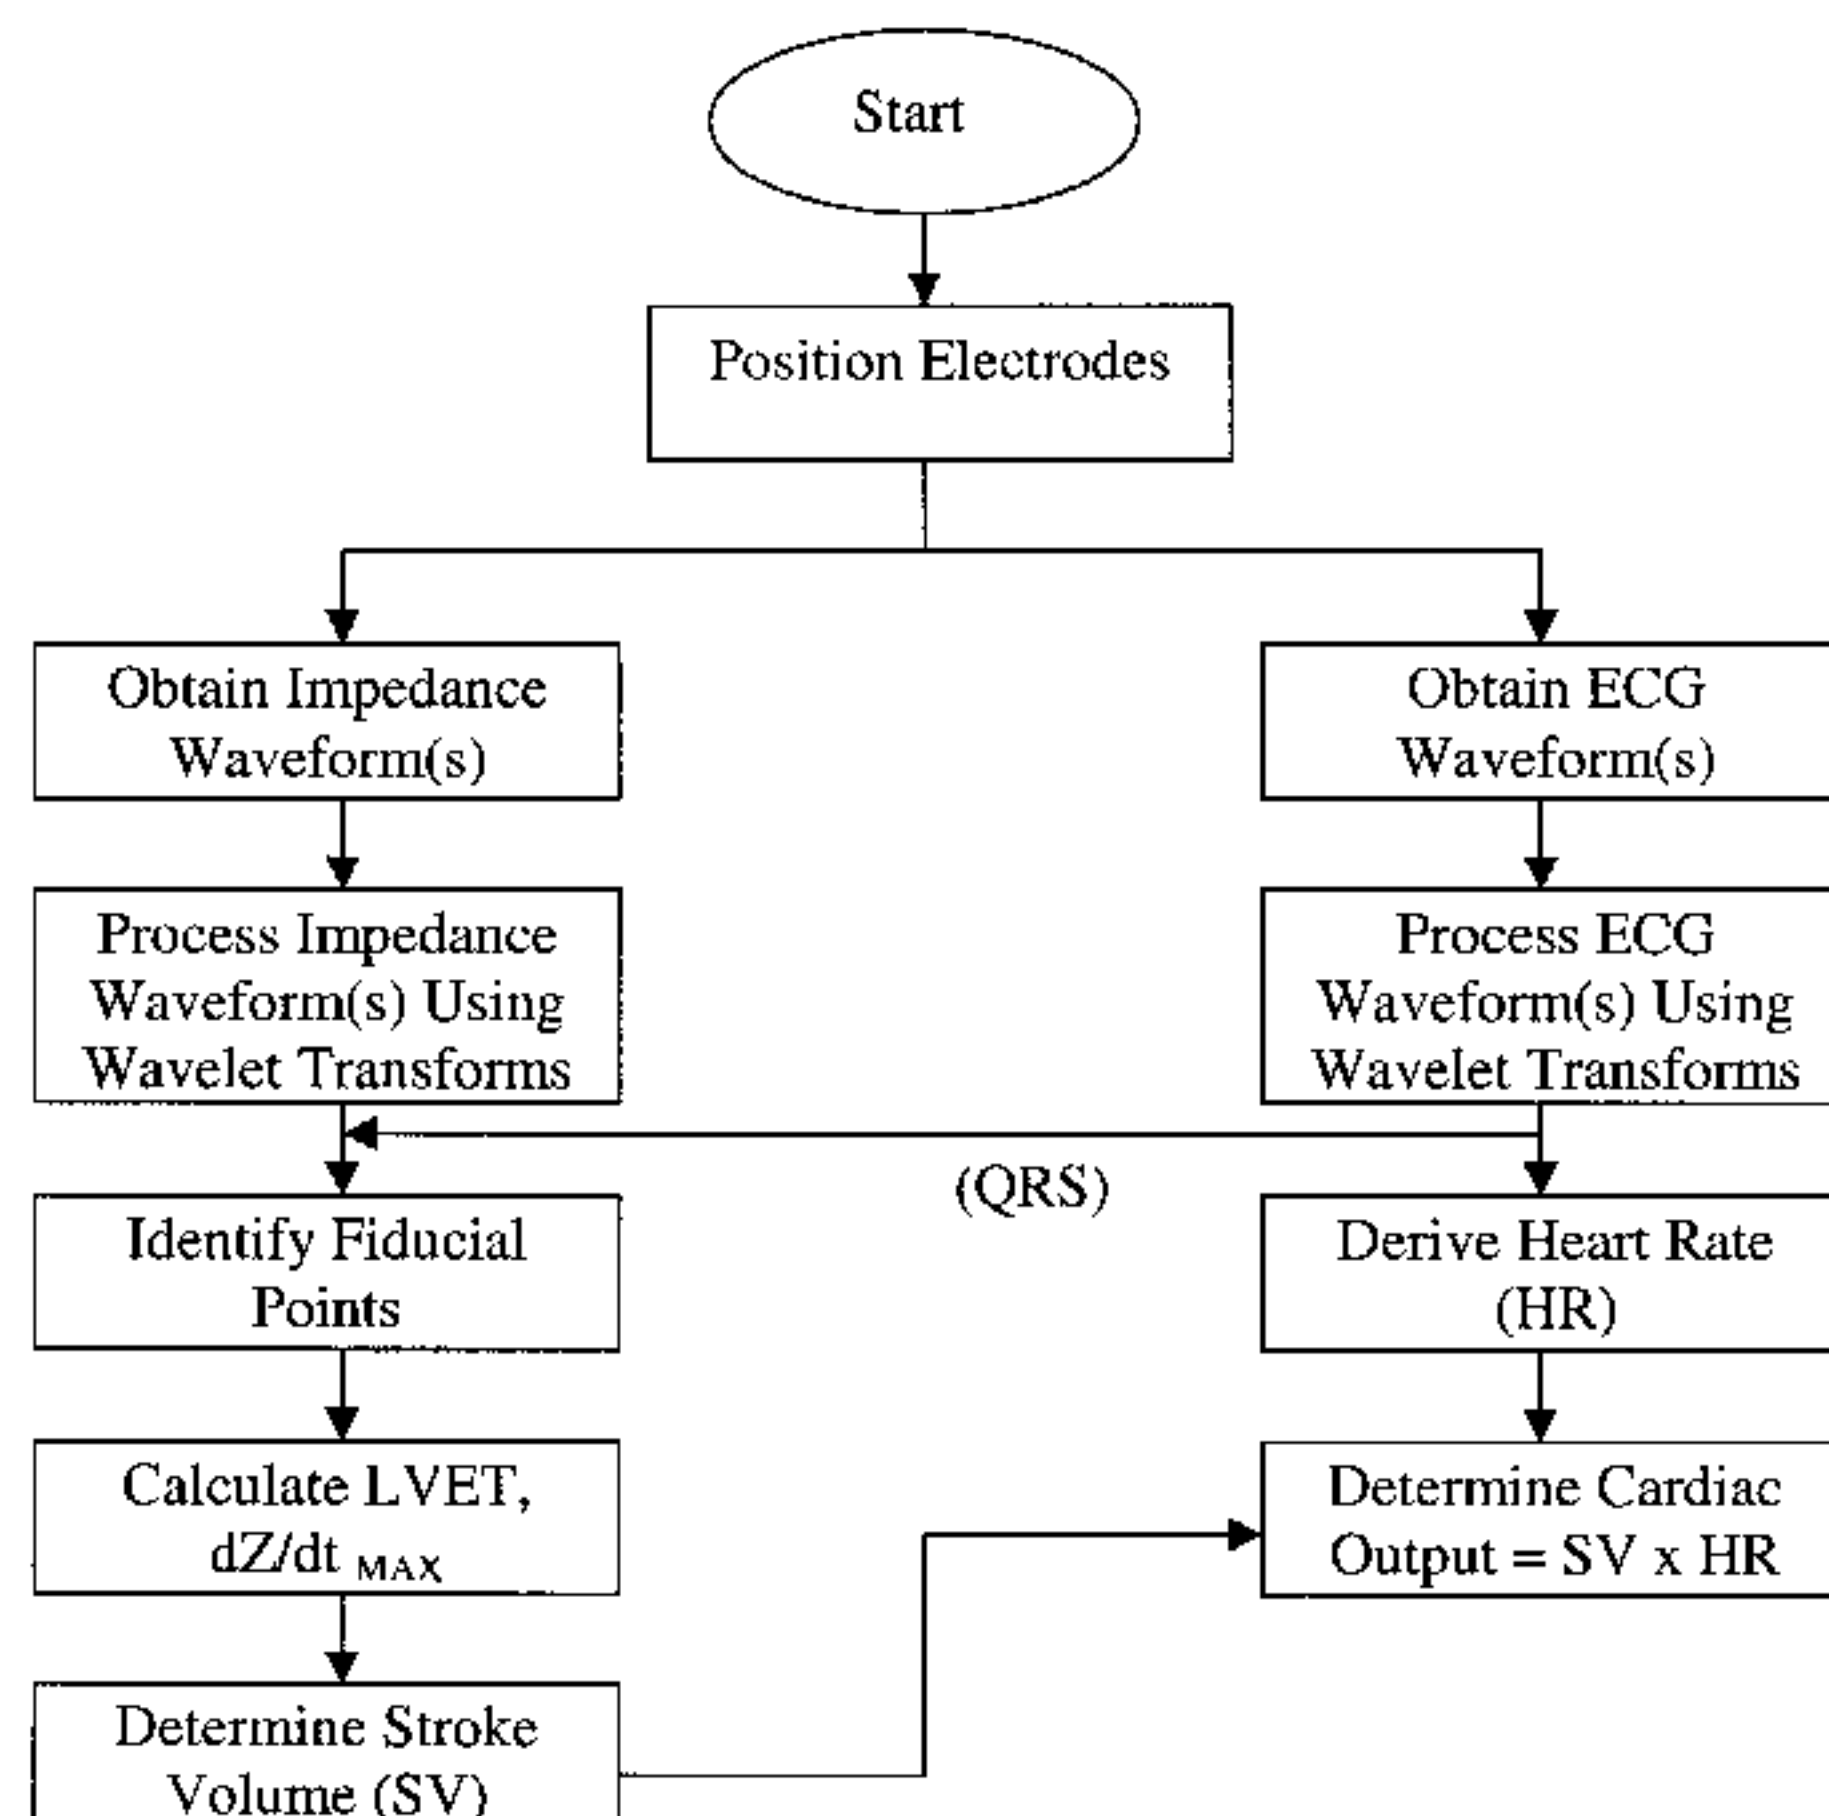 Start
Position Electrodes
Obtain Impedance
Waveform(s)
Obtain ECG
Waveform(s)
Process Impedance
Waveform(s) Using
Wavelet Transforms
Process ECG
Waveform(s) Using
Wavelet Transforms
(QRS)
Identify Fiducial
Points
Derive Heart Rate
(HR)
Calculate LVET,
dZ/dt MAX
Determine Cardiac
Output = SV x HR
Determine Stroke
Volume (SV)